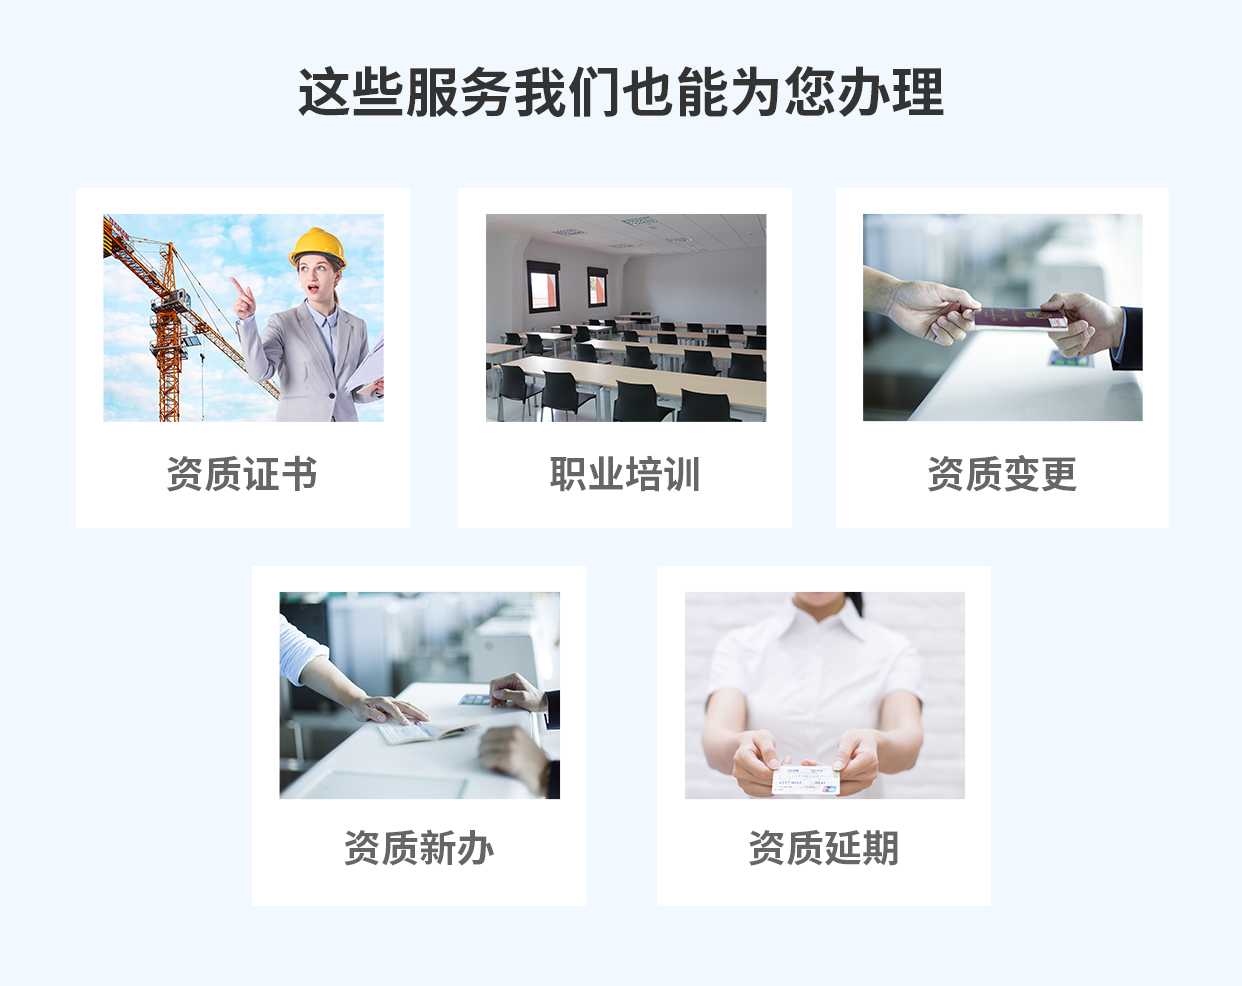 这些服务我们也能为您办理
资质证书
职业培训
资质变更
资质新办
资质延期